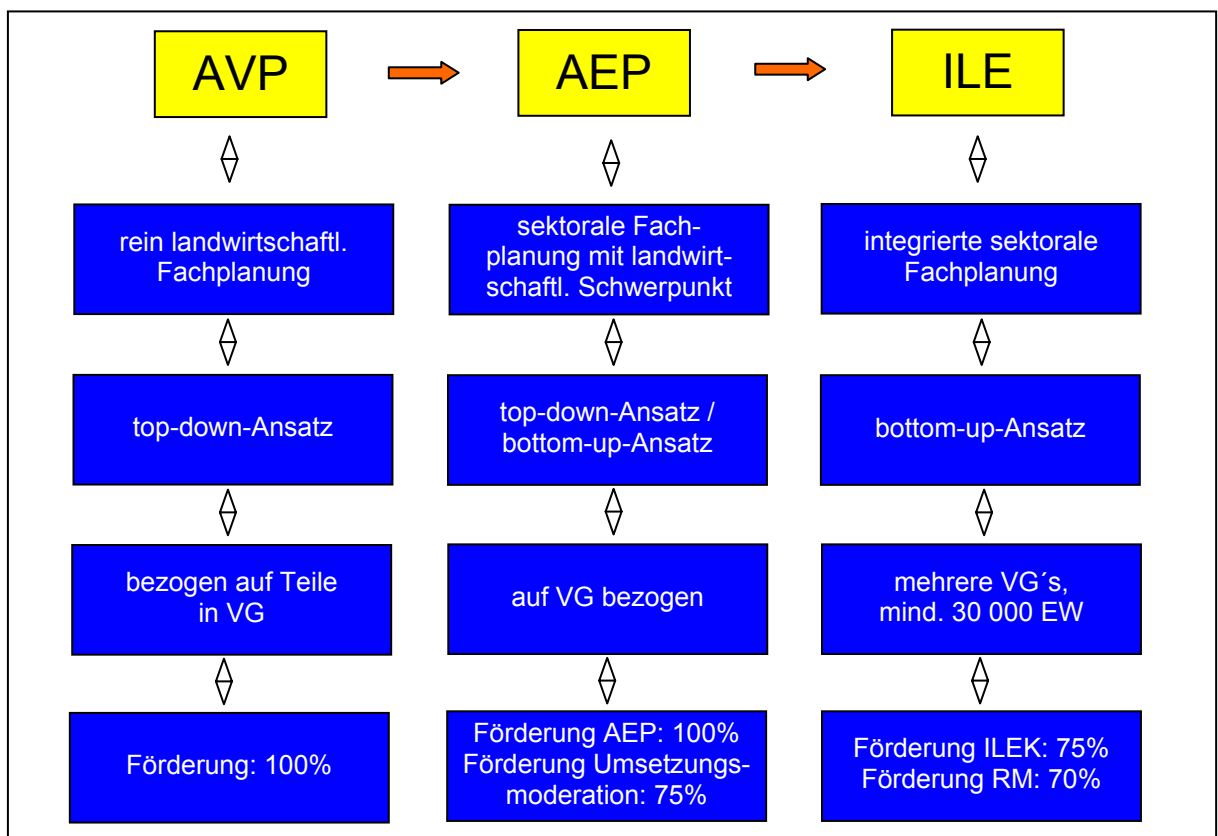 AVP
AEP
ILE
rein landwirtschaftl.
Fachplanung
sektorale Fach-
planung mit landwirt-
schaftl. Schwerpunkt
integrierte sektorale
Fachplanung
top-down-Ansatz
top-down-Ansatz /
bottom-up-Ansatz
bottom-up-Ansatz
bezogen auf Teile
in VG
auf VG bezogen
mehrere VG´s,
mind. 30 000 EW
Förderung: 100%
Förderung AEP: 100%
Förderung Umsetzungs-
moderation: 75%
Förderung ILEK: 75%
Förderung RM: 70%